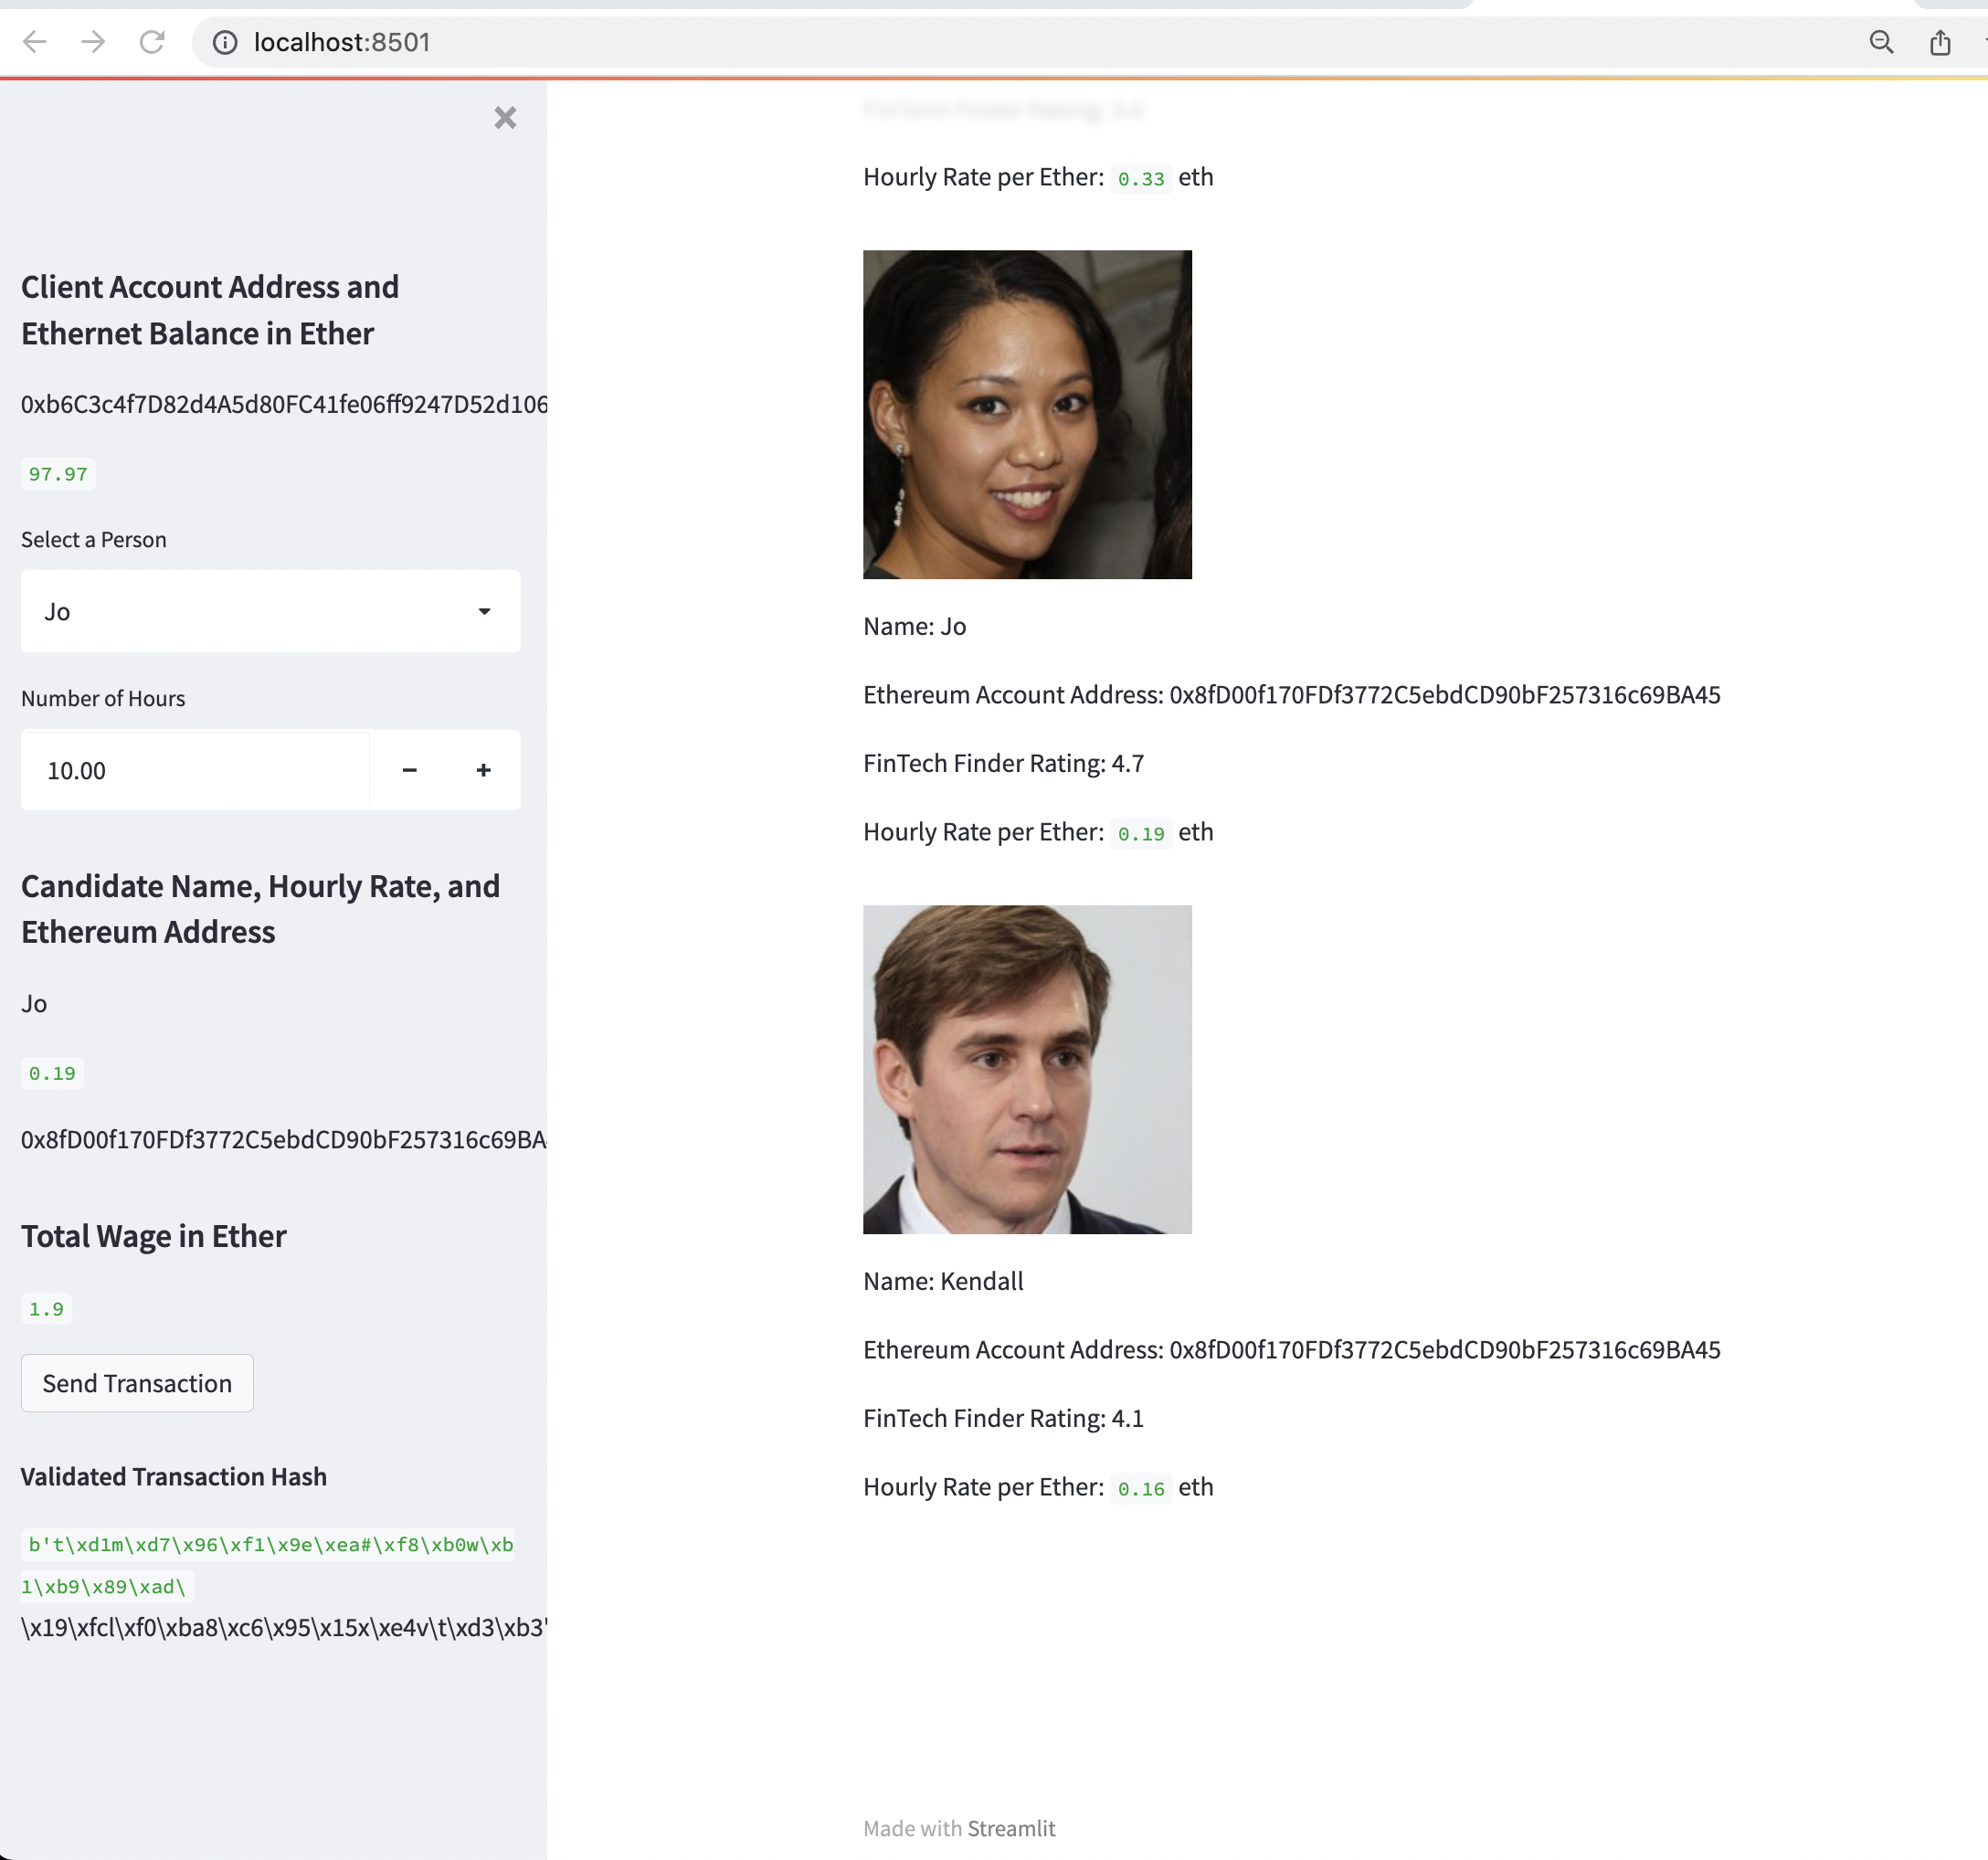 localhost:8501
Client Account Address and
Ethernet Balance in Ether
0xb6C3c4f7D82d4A5d80FC41fe06ff9247D52d106
97.97
Select a Person
Jo
Number of Hours
10.00
Candidate Name, Hourly Rate, and
Ethereum Address
Jo
0.19
0x8fD00f170FDf3772C5ebdCD90bF257316c69BA
Total Wage in Ether
1.9
Send Transaction
Validated Transaction Hash
b't\xd1m\xd7\x96\xf1\x9e\xea#\xf8\xb0w\xb
1\xb9\x89\xad\
\x19\xfcl\xf0\xba8\xc6\x95\x15x\xe4v\t\xd3\xb3'
FinTech Finder Rating:
Hourly Rate per Ether: 0.33 eth
Name: Jo
Ethereum Account Address: 0x8fD00f170FDf3772C5ebdCD90bF257316c69BA45
FinTech Finder Rating: 4.7
Hourly Rate per Ether: 0.19 eth
Name: Kendall
Ethereum Account Address: 0x8fD00f170FDf3772C5ebdCD90bF257316c69BA45
FinTech Finder Rating: 4.1
Hourly Rate per Ether: 0.16 eth
Made with Streamlit